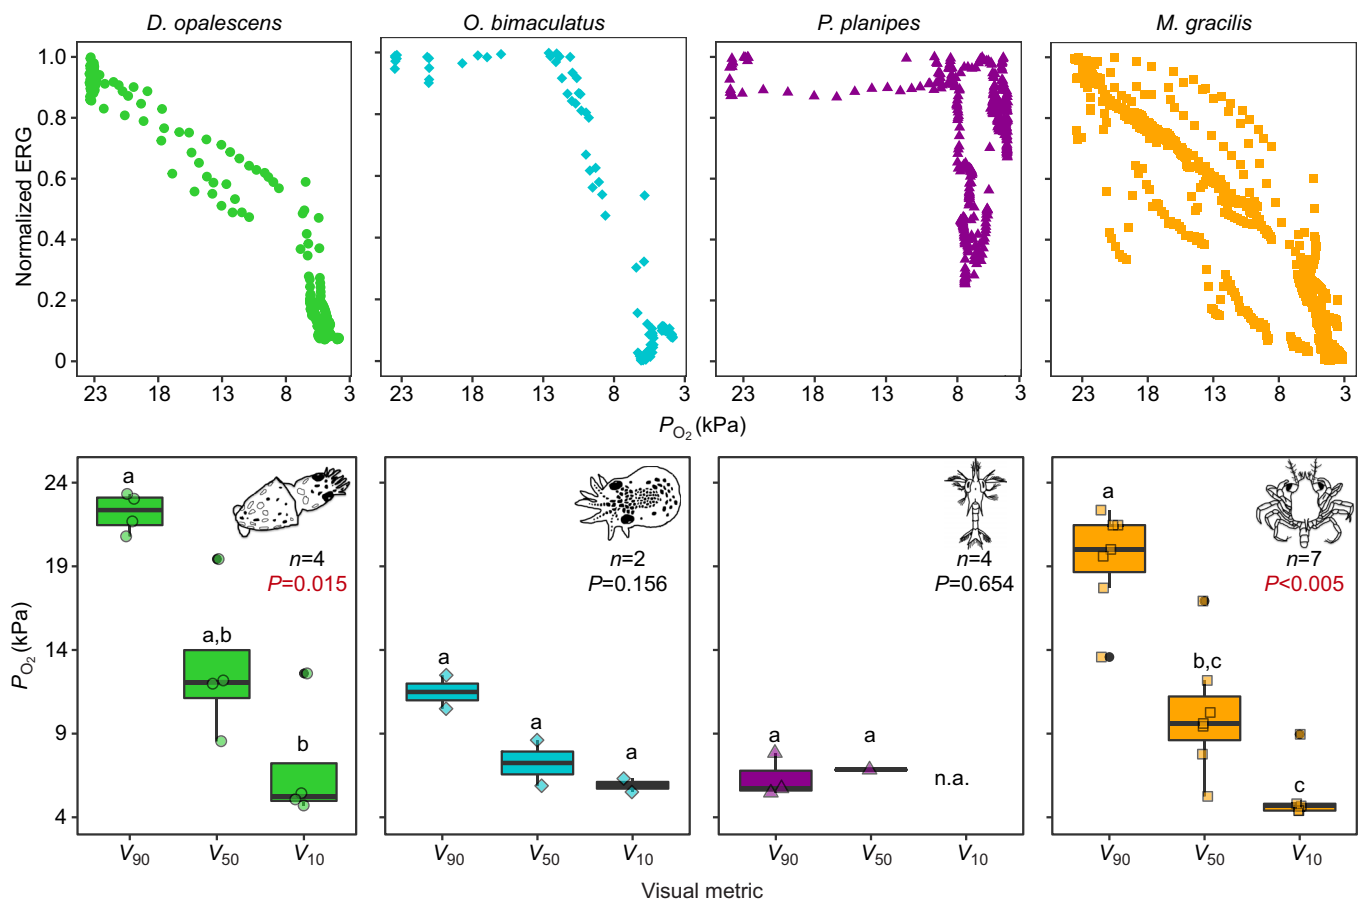 D. opalescens O. bimaculatus P. planipes M. gracilis
Normalized ERG
1.0
0.8
0.6
0.4
0.2
0
23 18 13 8 3 23 18 13 8 3 23 18 13 8 3 23 18 13 8 3
PO2 (kPa)
PO2 (kPa)
24
19
14
9
4
a
a,b
b
n=4
P=0.015
a
a
a
n=2
P=0.156
a
a
n.a.
n=4
P=0.654
a
b,c
c
n=7
P<0.005
V90 V50 V10 V90 V50 V10 V90 V50 V10 V90 V50 V10
Visual metric